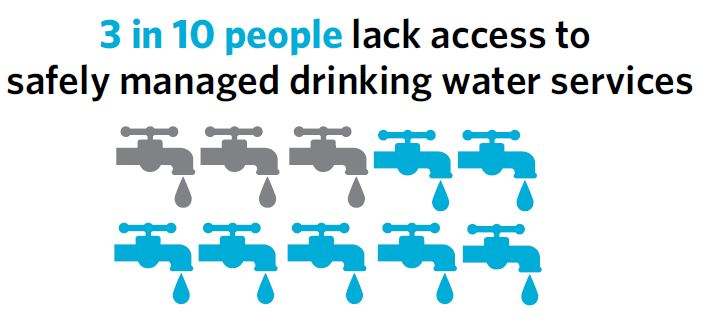 3 in 10 people lack access to
safely managed drinking water services